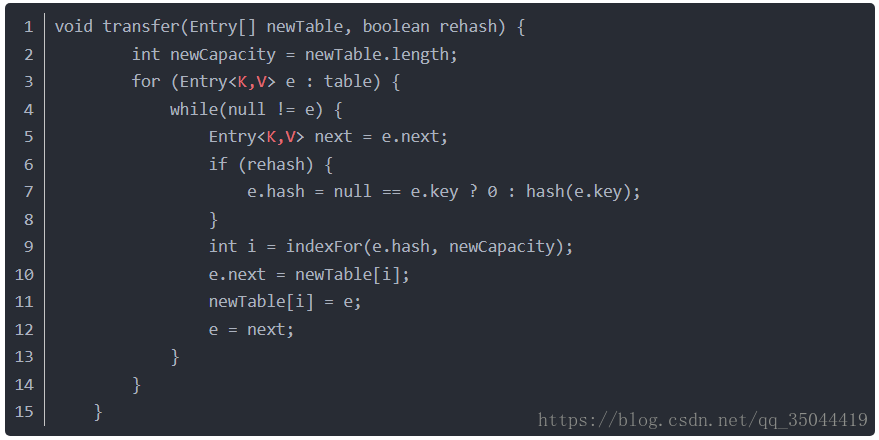 1 void transfer(Entry[] newTable, boolean rehash) {
2 int newCapacity = newTable.length;
3 for (Entry<K,V> e : table) {
4 while(null != e) {
5 Entry<K,V> next = e.next;
6 if (rehash) {
7 e.hash = null == e.key ? 0 : hash(e.key);
8 }
9 int i = indexFor(e.hash, newCapacity);
10 e.next = newTable[i];
11 newTable[i] = e;
12 e = next;
13 }
14 }
15 }
https://blog.csdn.net/qq_35044419